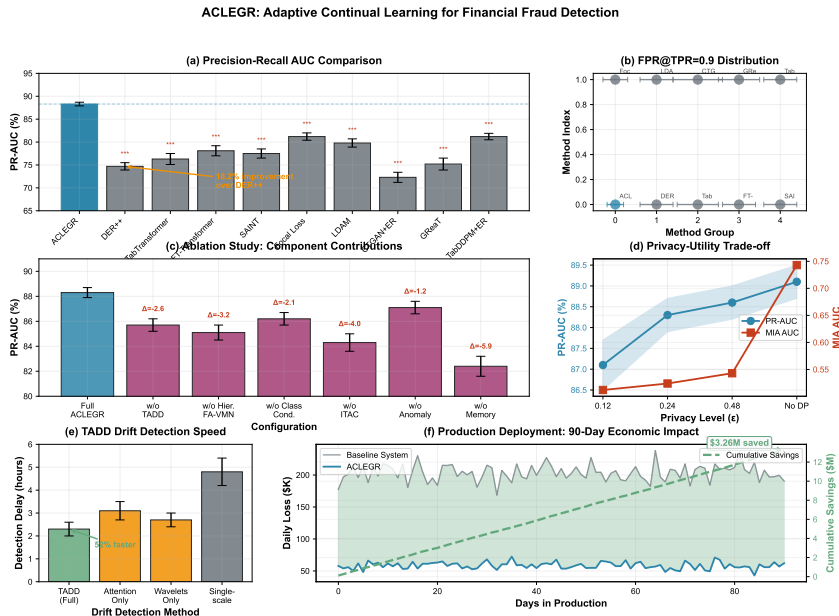 ACLEGR: Adaptive Continual Learning for Financial Fraud Detection
(a) Precision-Recall AUC Comparison
PR-AUC (%)
95
90
85
80
75
70
65
***
***
***
***
***
***
***
***
***
over DER++
ACLEGR
DER++
TabTransformer
SAINT
LDAM
GReaT
TabDDPM+ER
(b) FPR@TPR=0.9 Distribution
Method Index
1.0
0.8
0.6
0.4
0.2
0.0
Foc
LDA
CTG
GRe
Tab
ACL
DER
Tab
FT-
SAI
0
1
2
3
4
Method Group
(c) Ablation Study: Component Contributions
PR-AUC (%)
90
88
86
84
82
80
Δ=-2.6
Δ=-3.2
Δ=-2.1
Δ=-4.0
Δ=-1.2
Δ=-5.9
Full
ACLEGR
w/o
TADD
w/o Hier.
FA-VMN
w/o Class
Cond.
w/o
ITAC
w/o
Anomaly
w/o
Memory
Configuration
(d) Privacy-Utility Trade-off
PR-AUC (%)
89.5
89.0
88.5
88.0
87.5
87.0
86.5
PR-AUC
MIA AUC
0.75
0.70
0.65
0.60
0.55
MIA AUC
0.12
0.24
0.48
No DP
Privacy Level (ε)
(e) TADD Drift Detection Speed
Detection Delay (hours)
6
5
4
3
2
1
0
faster
TADD
(Full)
Attention
Only
Wavelets
Only
Single-
scale
Drift Detection Method
(f) Production Deployment: 90-Day Economic Impact
Daily Loss ($K)
200
150
100
50
Baseline System
ACLEGR
$3.26M saved
Cumulative Savings
12
10
8
6
4
2
0
Cumulative Savings ($M)
0
20
40
60
80
Days in Production